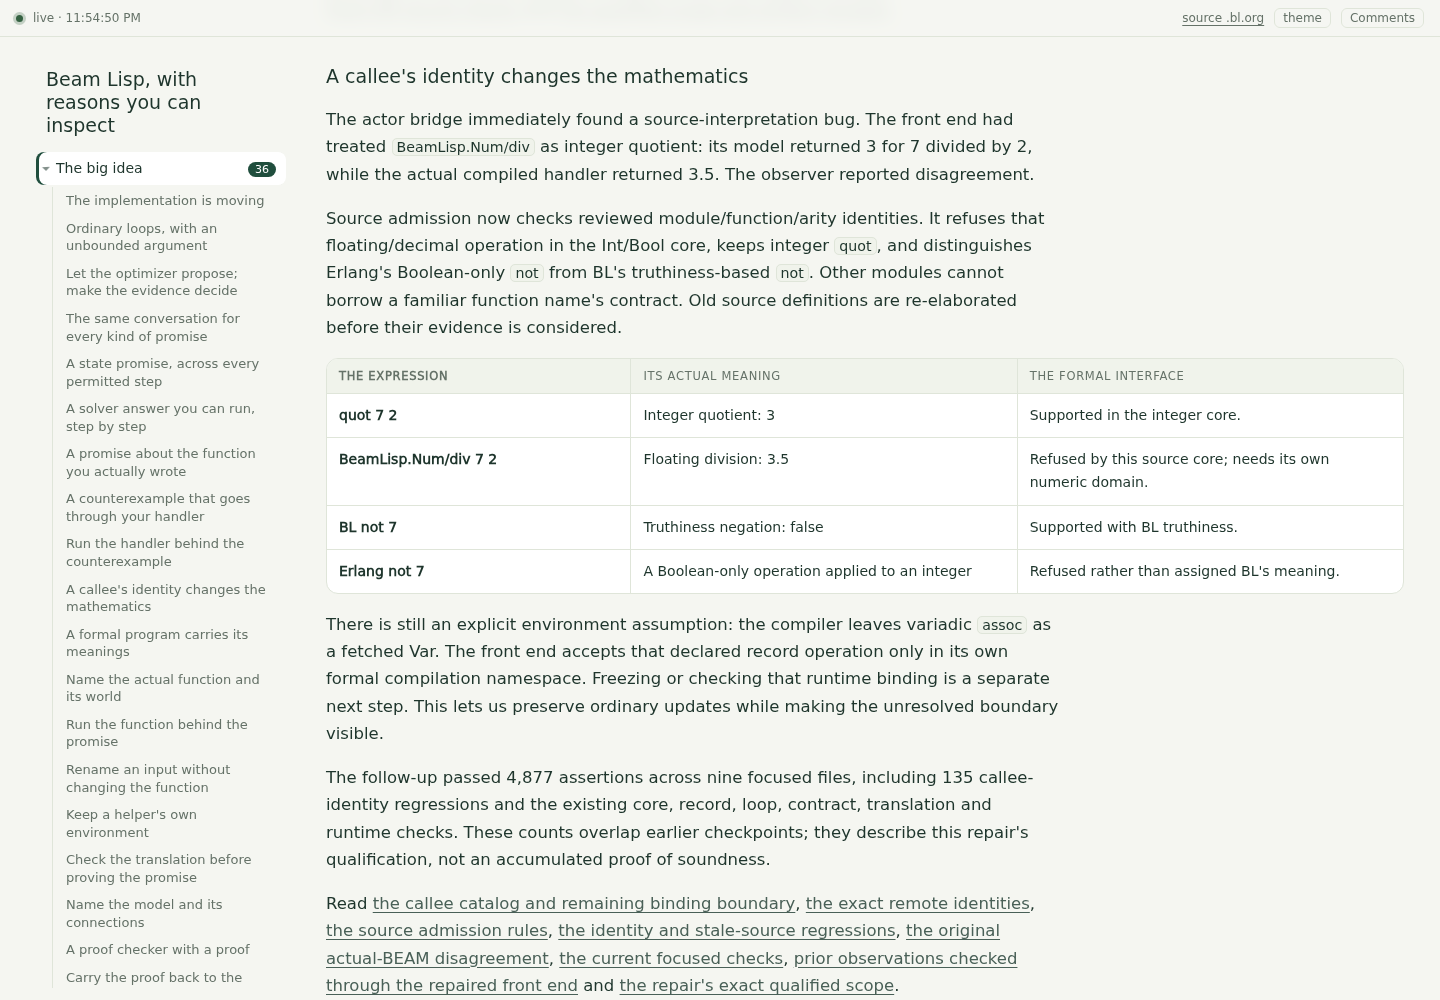 live · 11:54:50 PM
source .bl.org
theme
Comments
Beam Lisp, with
reasons you can
inspect
The big idea
36
The implementation is moving
Ordinary loops, with an
unbounded argument
Let the optimizer propose;
make the evidence decide
The same conversation for
every kind of promise
A state promise, across every
permitted step
A solver answer you can run,
step by step
A promise about the function
you actually wrote
A counterexample that goes
through your handler
Run the handler behind the
counterexample
A callee's identity changes the
mathematics
A formal program carries its
meanings
Name the actual function and
its world
Run the function behind the
promise
Rename an input without
changing the function
Keep a helper's own
environment
Check the translation before
proving the promise
Name the model and its
connections
A proof checker with a proof
Carry the proof back to the
A callee's identity changes the mathematics
The actor bridge immediately found a source-interpretation bug. The front end had
treated BeamLisp.Num/div as integer quotient: its model returned 3 for 7 divided by 2,
while the actual compiled handler returned 3.5. The observer reported disagreement.
Source admission now checks reviewed module/function/arity identities. It refuses that
floating/decimal operation in the Int/Bool core, keeps integer quot, and distinguishes
Erlang's Boolean-only not from BL's truthiness-based not. Other modules cannot
borrow a familiar function name's contract. Old source definitions are re-elaborated
before their evidence is considered.
THE EXPRESSION ITS ACTUAL MEANING THE FORMAL INTERFACE
quot 7 2 Integer quotient: 3 Supported in the integer core.
BeamLisp.Num/div 7 2 Floating division: 3.5 Refused by this source core; needs its own
numeric domain.
BL not 7 Truthiness negation: false Supported with BL truthiness.
Erlang not 7 A Boolean-only operation applied to an integer Refused rather than assigned BL's meaning.
There is still an explicit environment assumption: the compiler leaves variadic assoc as
a fetched Var. The front end accepts that declared record operation only in its own
formal compilation namespace. Freezing or checking that runtime binding is a separate
next step. This lets us preserve ordinary updates while making the unresolved boundary
visible.
The follow-up passed 4,877 assertions across nine focused files, including 135 callee-
identity regressions and the existing core, record, loop, contract, translation and
runtime checks. These counts overlap earlier checkpoints; they describe this repair's
qualification, not an accumulated proof of soundness.
Read the callee catalog and remaining binding boundary, the exact remote identities,
the source admission rules, the identity and stale-source regressions, the original
actual-BEAM disagreement, the current focused checks, prior observations checked
through the repaired front end and the repair's exact qualified scope.